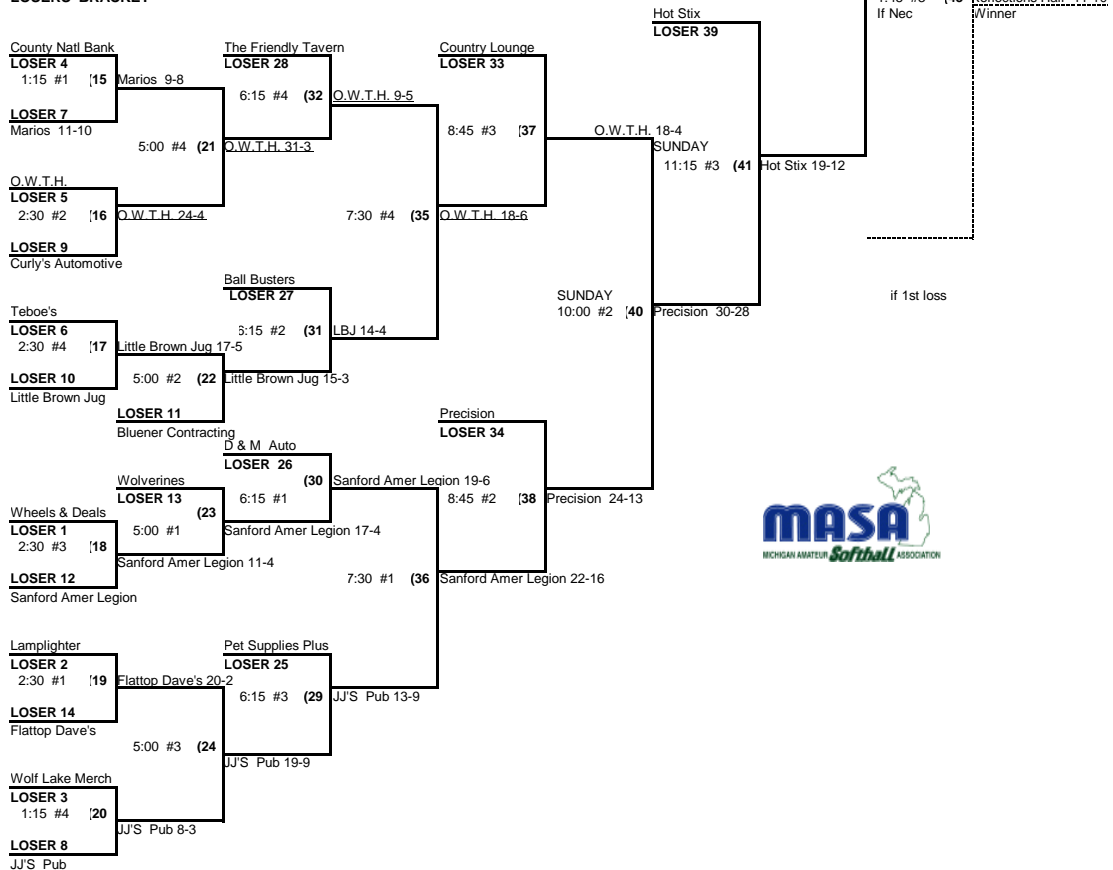 LOSERS' BRACKET
Hot Stix
LOSER 39
If Nec
Winner
County Natl Bank
LOSER 4
1:15 #1 (15 Marios 9-8
LOSER 7
Marios 11-10
The Friendly Tavern
LOSER 28
6:15 #4 (32 O.W.T.H. 9-5
5:00 #4 (21 O.W.T.H. 31-3
Country Lounge
LOSER 33
8:45 #3 (37
O.W.T.H. 18-4
SUNDAY
11:15 #3 (41 Hot Stix 19-12
O.W.T.H.
LOSER 5
2:30 #2 (16 O.W.T.H. 24-4
LOSER 9
Curly's Automotive
7:30 #4 (35 O.W.T.H. 18-6
Ball Busters
LOSER 27
6:15 #2 (31 LBJ 14-4
SUNDAY
10:00 #2 (40 Precision 30-28
if 1st loss
Teboe's
LOSER 6
2:30 #4 (17 Little Brown Jug 17-5
LOSER 10
Little Brown Jug
5:00 #2 (22 Little Brown Jug 15-3
LOSER 11
Bluener Contracting
Precision
LOSER 34
8:45 #2 (38 Precision 24-13
D & M Auto
LOSER 26
(30 Sanford Amer Legion 19-6
6:15 #1
Wolverines
LOSER 13
(23
5:00 #1
Sanford Amer Legion 17-4
Wheels & Deals
LOSER 1
2:30 #3 (18
Sanford Amer Legion 11-4
LOSER 12
Sanford Amer Legion
7:30 #1 (36 Sanford Amer Legion 22-16
MASA
MICHIGAN AMATEUR Softball ASSOCIATION
Lamplighter
LOSER 2
2:30 #1 (19 Flattop Dave's 20-2
LOSER 14
Flattop Dave's
Pet Supplies Plus
LOSER 25
6:15 #3 (29 JJ'S Pub 13-9
5:00 #3 (24
JJ'S Pub 19-9
Wolf Lake Merch
LOSER 3
1:15 #4 (20
JJ'S Pub 8-3
LOSER 8
JJ'S Pub